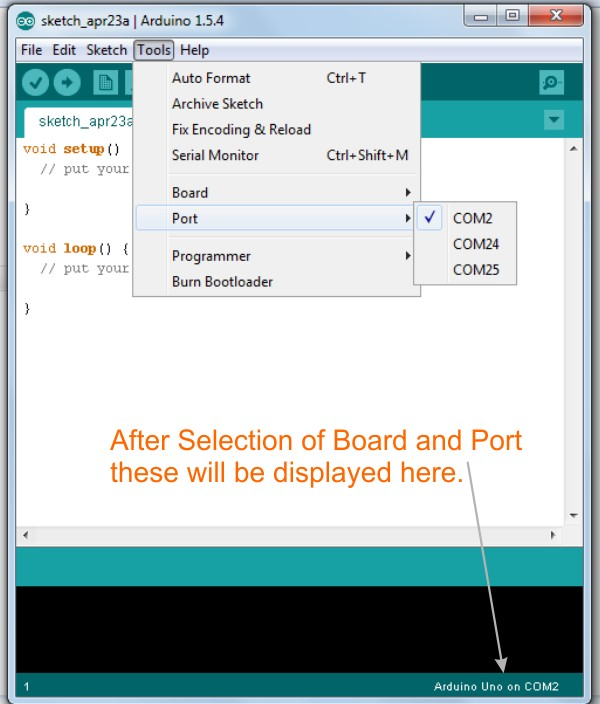 sketch_apr23a | Arduino 1.5.4
File Edit Sketch Tools Help
Auto Format Ctrl+T
Archive Sketch
Fix Encoding & Reload
Serial Monitor Ctrl+Shift+M
Board
Port
Programmer
Burn Bootloader
COM2
COM24
COM25
sketch_apr23a
void setup()
// put your
}
void loop() {
// put your
}
After Selection of Board and Port
these will be displayed here.
1
Arduino Uno on COM2